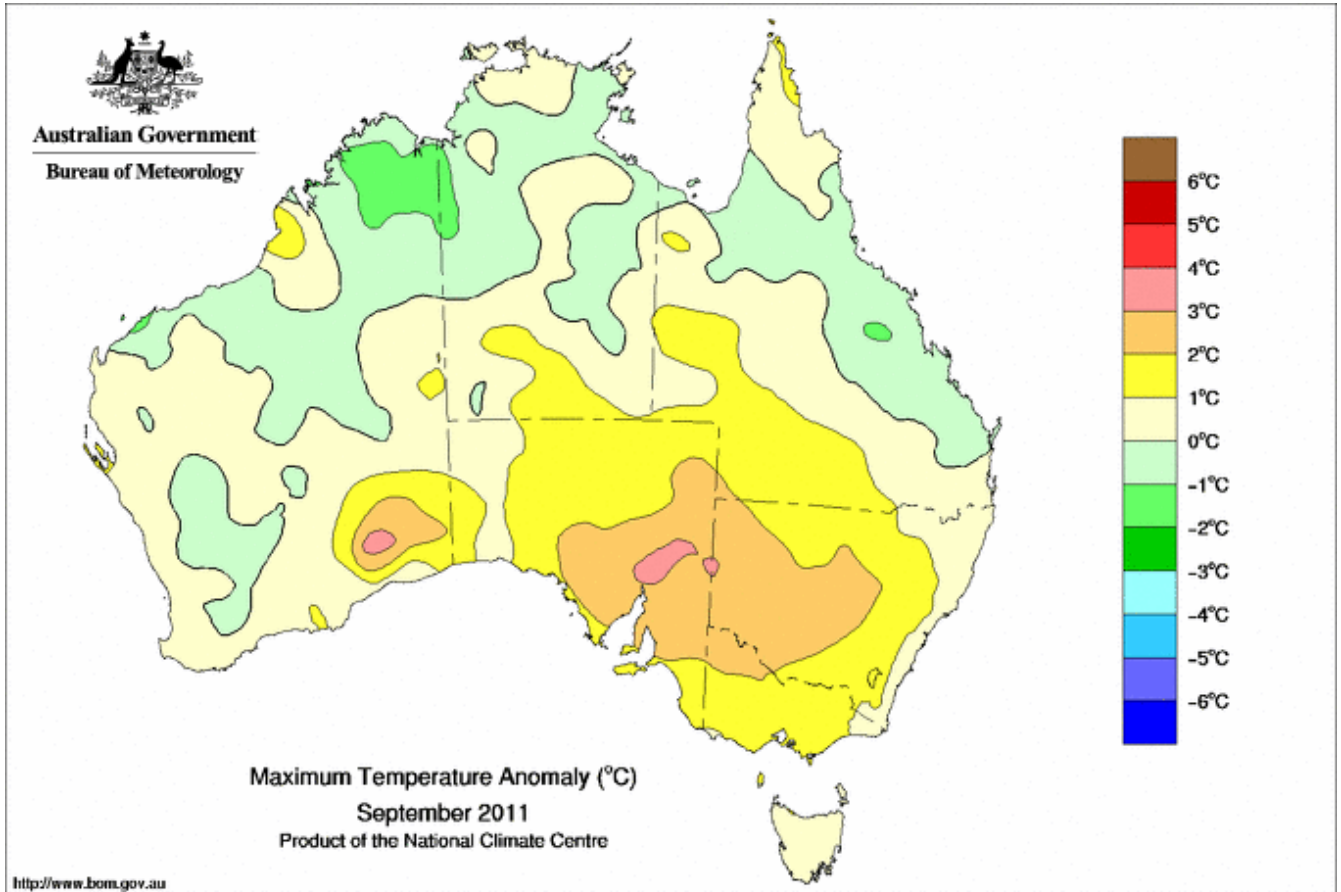 Australian Government
Bureau of Meteorology
6°C
5°C
4°C
3°C
2°C
1°C
0°C
-1°C
-2°C
-3°C
-4°C
-5°C
-6°C
Maximum Temperature Anomaly (°C)
September 2011
Product of the National Climate Centre
http://www.bom.gov.au